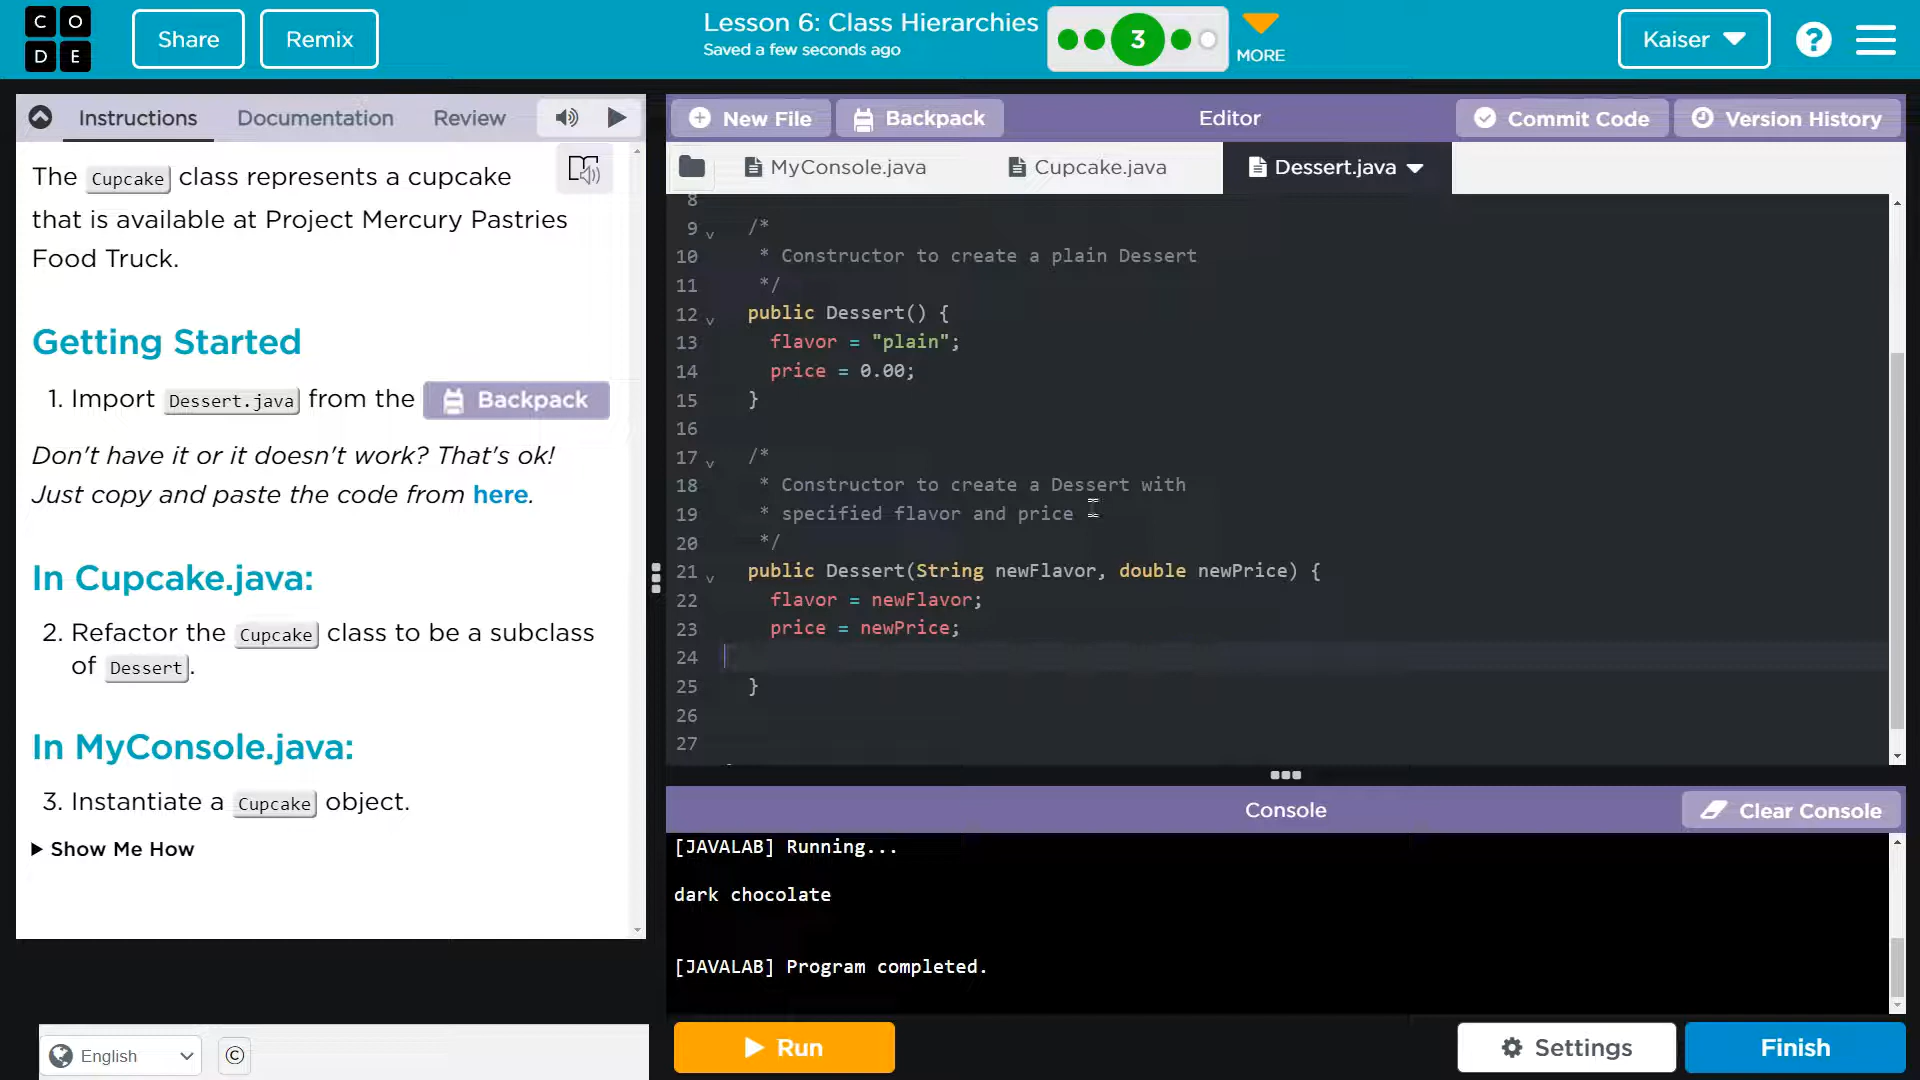 CO
DE
Share
Remix
Lesson 6: Class Hierarchies
Saved a few seconds ago
3
MORE
Kaiser
?
Instructions
Documentation
Review
The Cupcake class represents a cupcake
that is available at Project Mercury Pastries
Food Truck.
Getting Started
1. Import Dessert.java from the Backpack
Don't have it or it doesn't work? That's ok!
Just copy and paste the code from here.
In Cupcake.java:
2. Refactor the Cupcake class to be a subclass
of Dessert.
In MyConsole.java:
3. Instantiate a Cupcake object.
Show Me How
English
©
New File
Backpack
Editor
Commit Code
Version History
MyConsole.java
Cupcake.java
Dessert.java
8
9 /*
10 * Constructor to create a plain Dessert
11 */
12 public Dessert() {
13 flavor = "plain";
14 price = 0.00;
15 }
16
17 /*
18 * Constructor to create a Dessert with
19 * specified flavor and price
20 */
21 public Dessert(String newFlavor, double newPrice) {
22 flavor = newFlavor;
23 price = newPrice;
24
25 }
26
27
Console
Clear Console
[JAVALAB] Running...
dark chocolate
[JAVALAB] Program completed.
Run
Settings
Finish